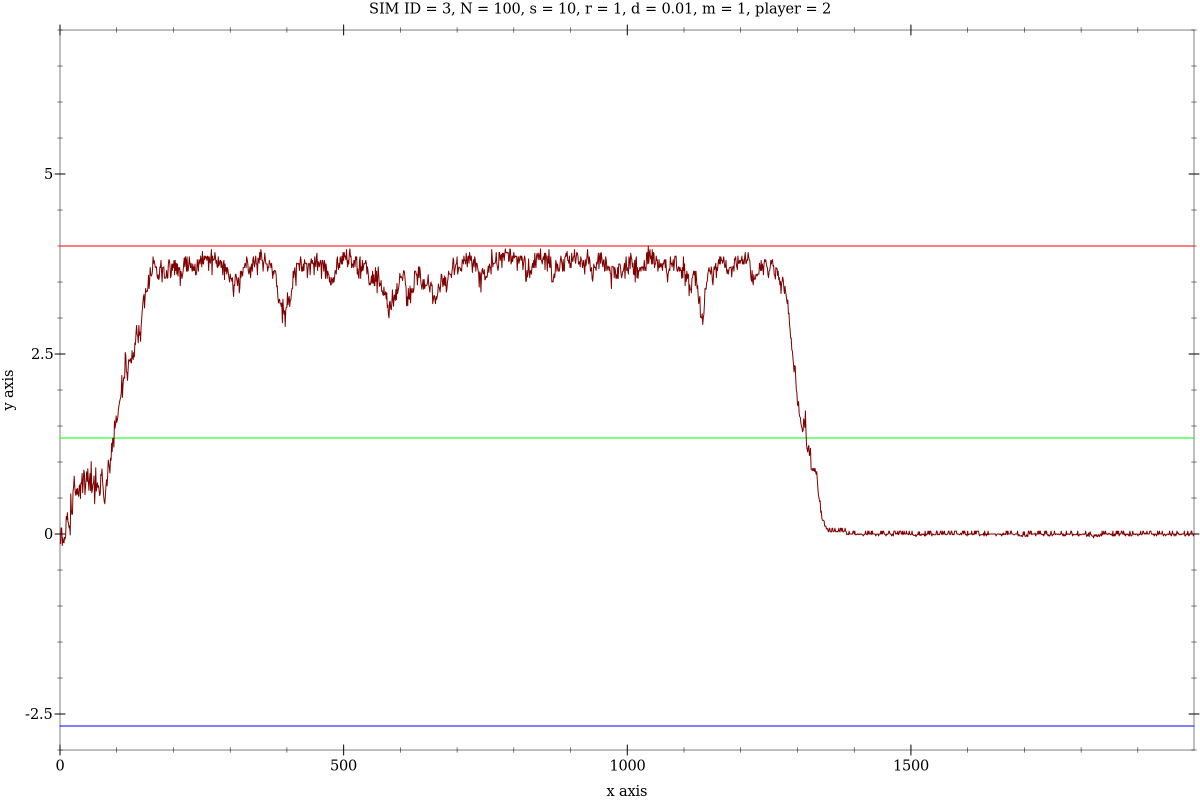 SIM ID = 3, N = 100, s = 10, r = 1, d = 0.01, m = 1, player = 2
5
2.5
0
-2.5
y axis
0 500 1000 1500
x axis